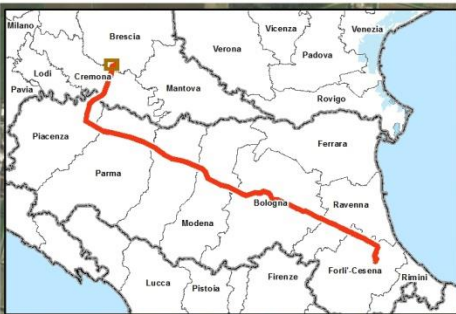 Milano
Brescia
Vicenza
Venezia
Verona
Padova
Lodi
Cremona
Pavia
Mantova
Rovigo
Piacenza
Ferrara
Parma
Ravenna
Bologna
Modena
Forli'-Cesena
Rimini
Lucca
Pistoia
Firenze